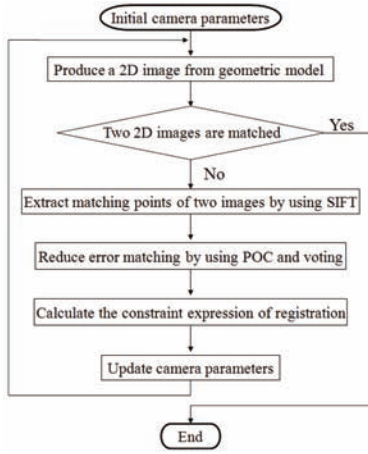 Initial camera parameters
Produce a 2D image from geometric model
Two 2D images are matched
Yes
No
Extract matching points of two images by using SIFT
Reduce error matching by using POC and voting
Calculate the constraint expression of registration
Update camera parameters
End